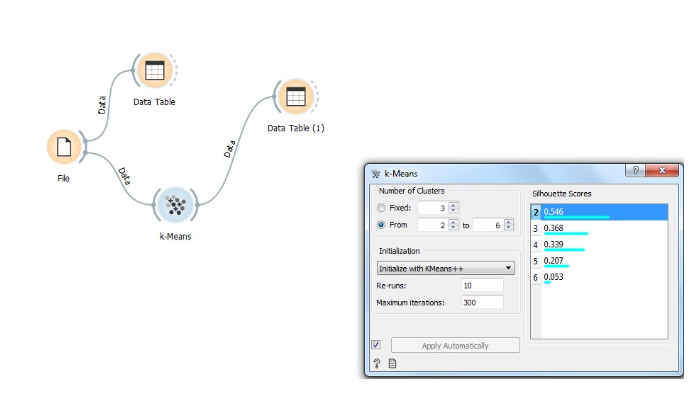 Data Table
Data
Data Table (1)
Data
File
Data
k-Means
k-Means
?
Number of Clusters
Fixed: 3
From 2 to 6
Initialization
Initialize with KMeans++
Re-runs: 10
Maximum iterations: 300
Apply Automatically
?
Silhouette Scores
2 0.546
3 0.368
4 0.339
5 0.207
6 0.053